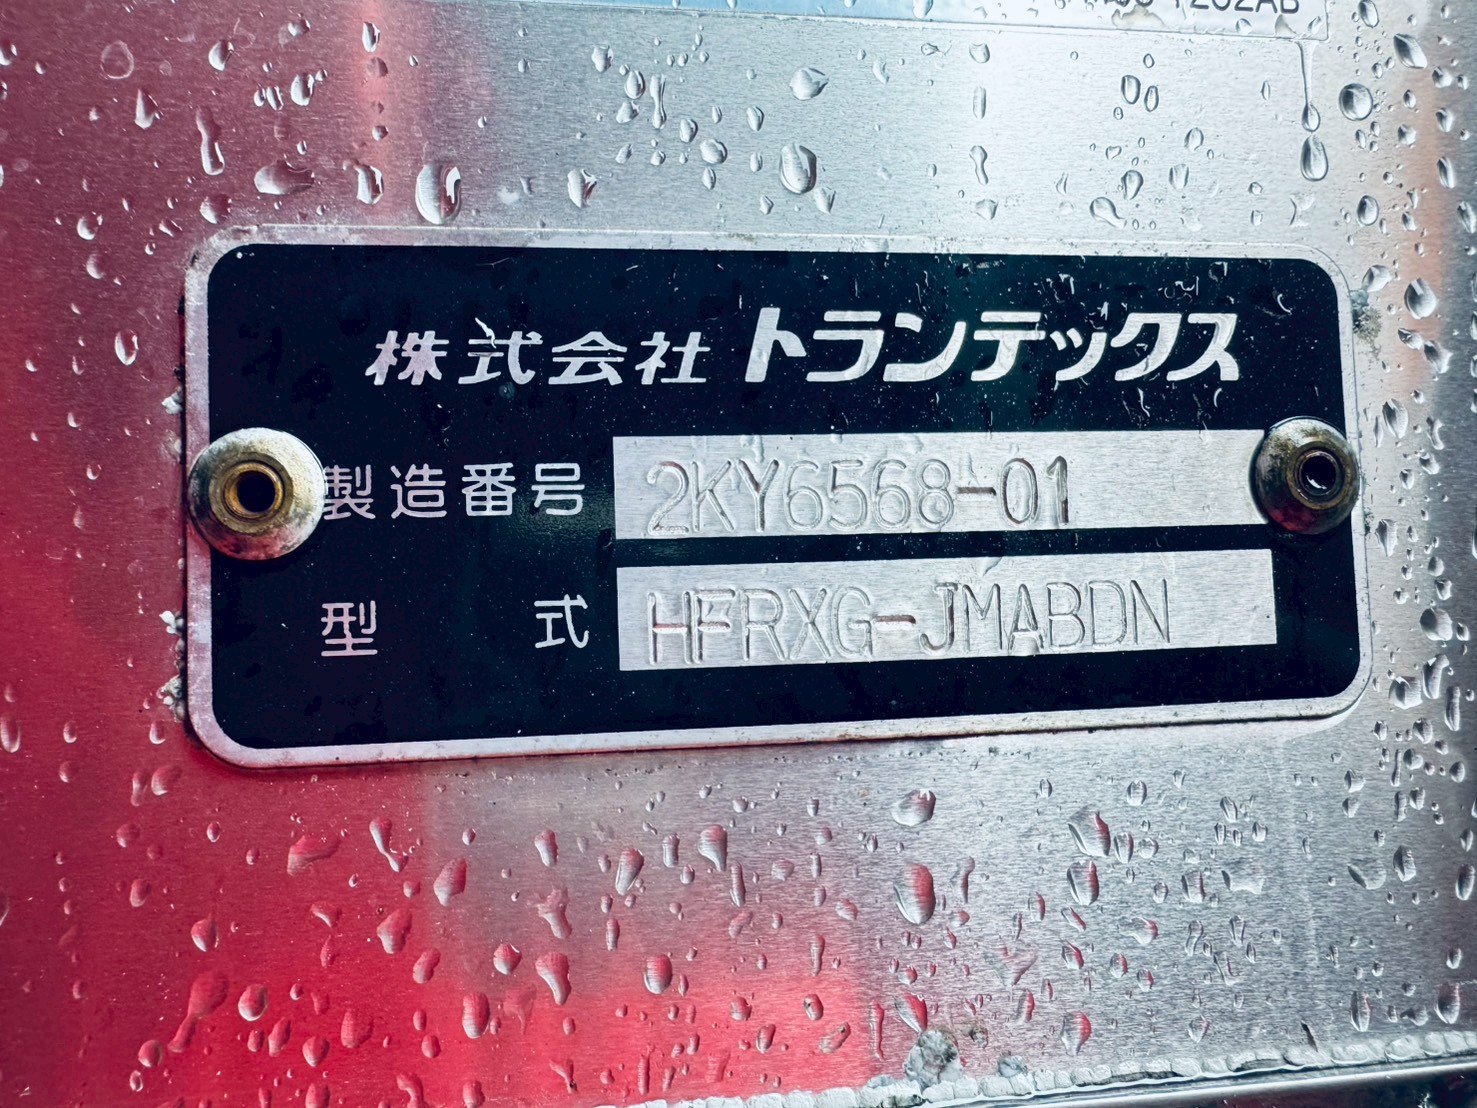 株式会社 トランテックス
製造番号 2KY6568-01
型式 HFRXG-JMABDN